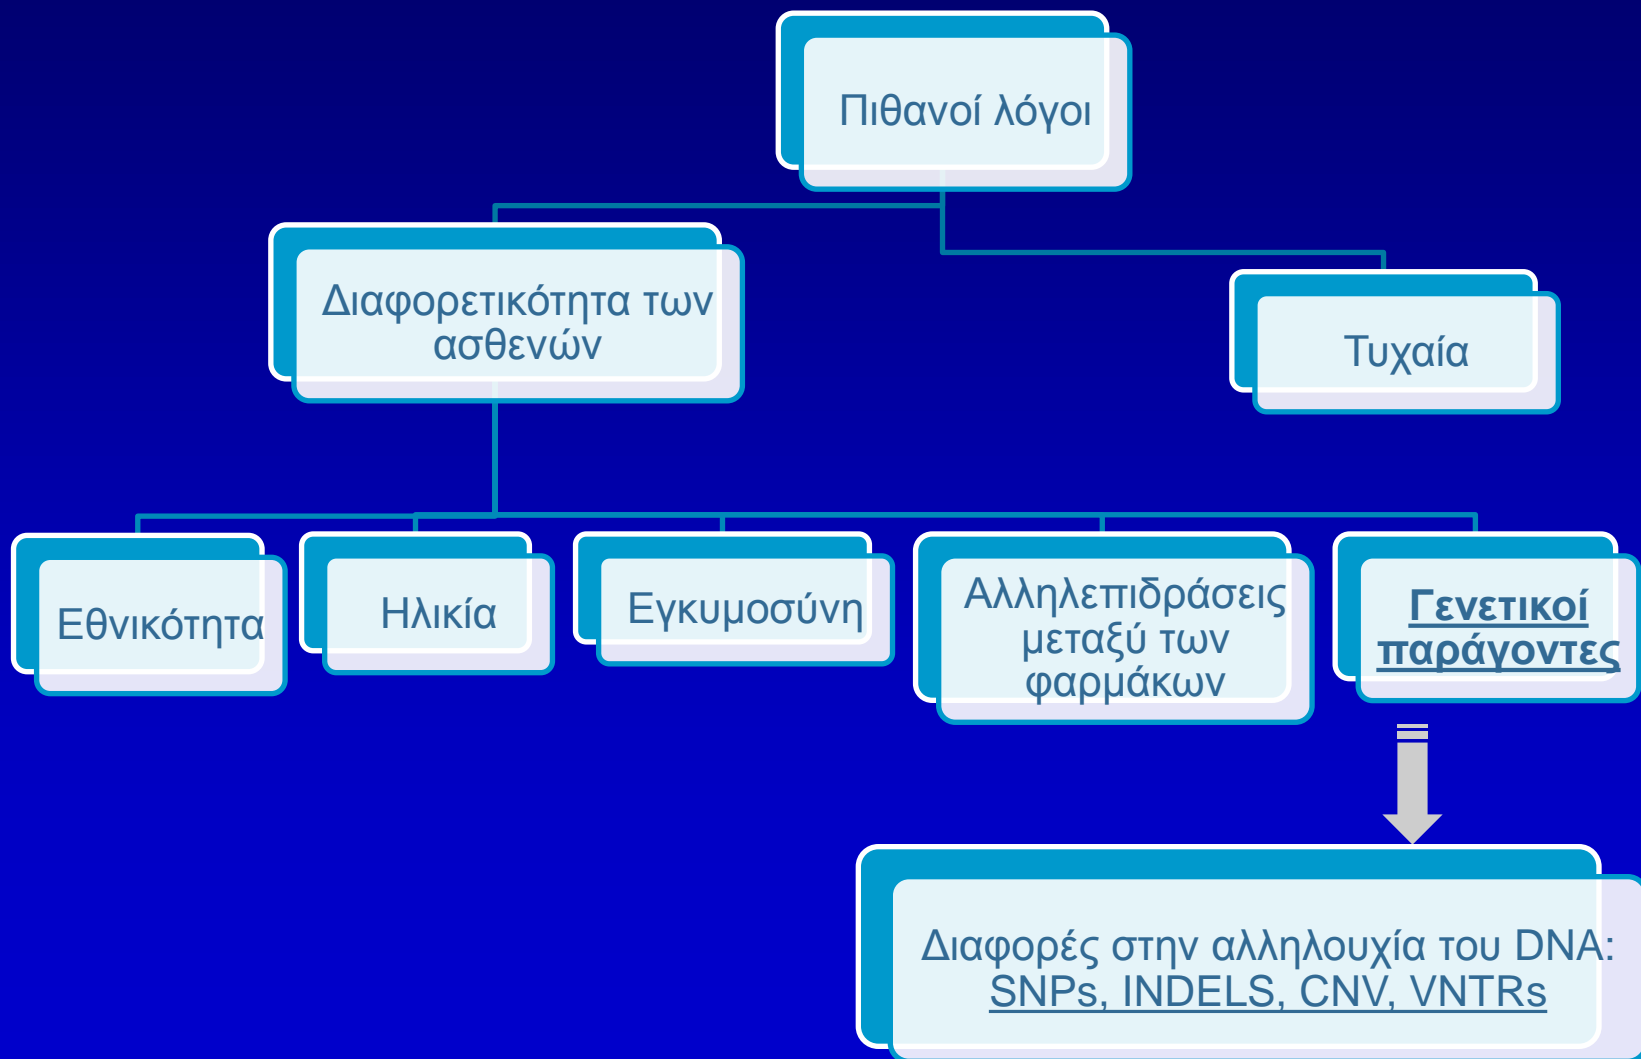 Πιθανοί λόγοι
Διαφορετικότητα των
ασθενών
Τυχαία
Εθνικότητα
Ηλικία
Εγκυμοσύνη
Αλληλεπιδράσεις
μεταξύ των
φαρμάκων
Γενετικοί
παράγοντες
Διαφορές στην αλληλουχία του DNA:
SNPs, INDELS, CNV, VNTRs